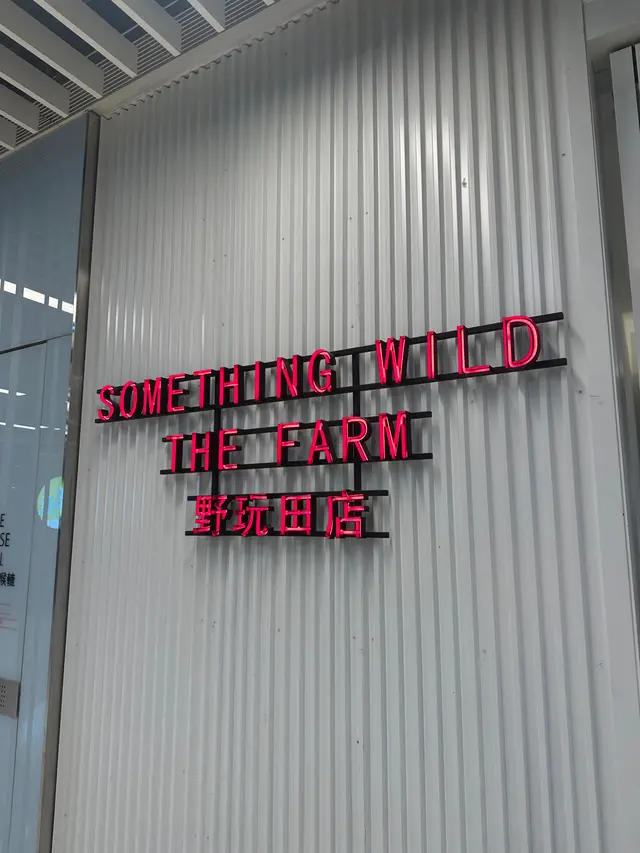 SOMETHING WILD
THE FARM
野玩田店